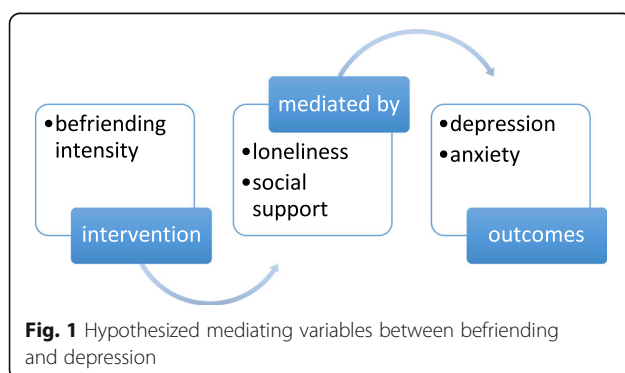 •befriending
intensity
intervention
mediated by
•loneliness
•social
support
•depression
•anxiety
outcomes
Fig. 1 Hypothesized mediating variables between befriending
and depression